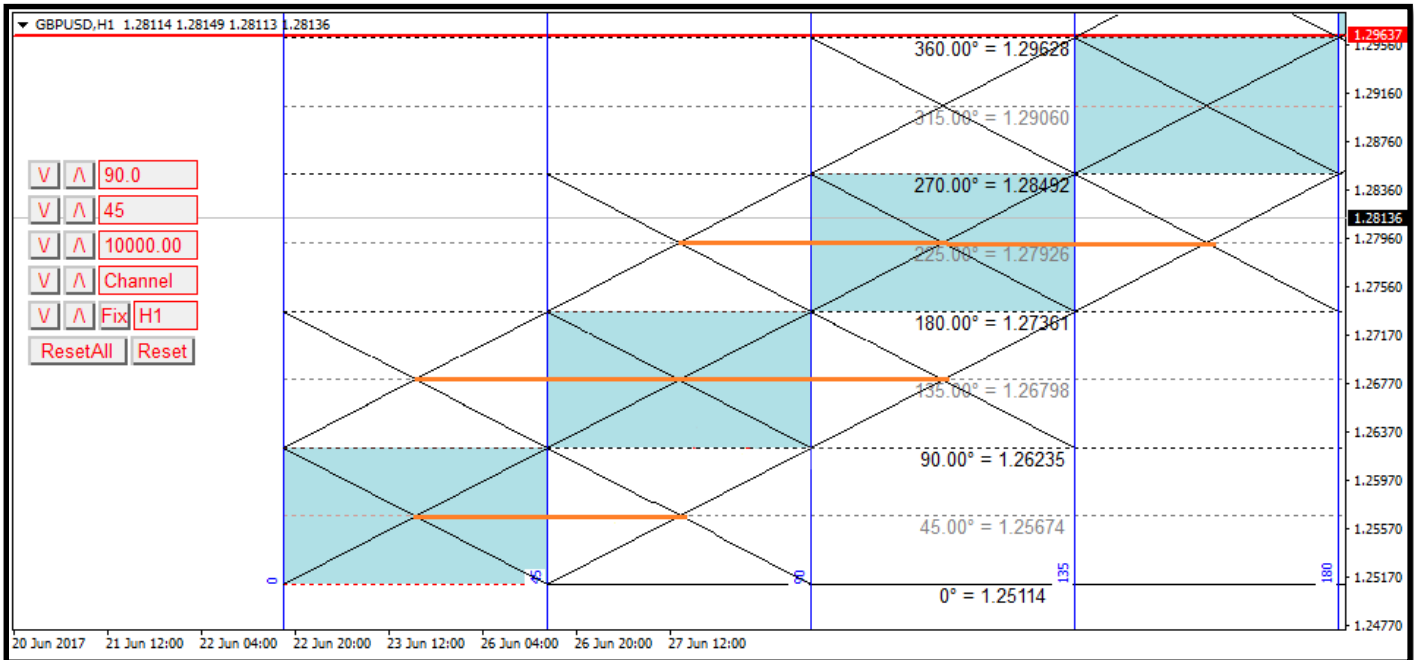 GBPUSD,H1 1.28114 1.28149 1.28113 1.28136
1.29637
1.29560
360.00° = 1.29628
1.29160
315.00° = 1.29060
1.28760
V /\ 90.0
270.00° = 1.28492
1.28360
V /\ 45
1.28136
V /\ 10000.00
1.27960
225.00° = 1.27926
V /\ Channel
1.27560
V /\ Fix H1
180.00° = 1.27361
1.27170
ResetAll Reset
1.26770
135.00° = 1.26798
1.26370
90.00° = 1.26235
1.25970
45.00° = 1.25674
1.25570
0 45 90 135 180
1.25170
0° = 1.25114
1.24770
20 Jun 2017 21 Jun 12:00 22 Jun 04:00 22 Jun 20:00 23 Jun 12:00 26 Jun 04:00 26 Jun 20:00 27 Jun 12:00